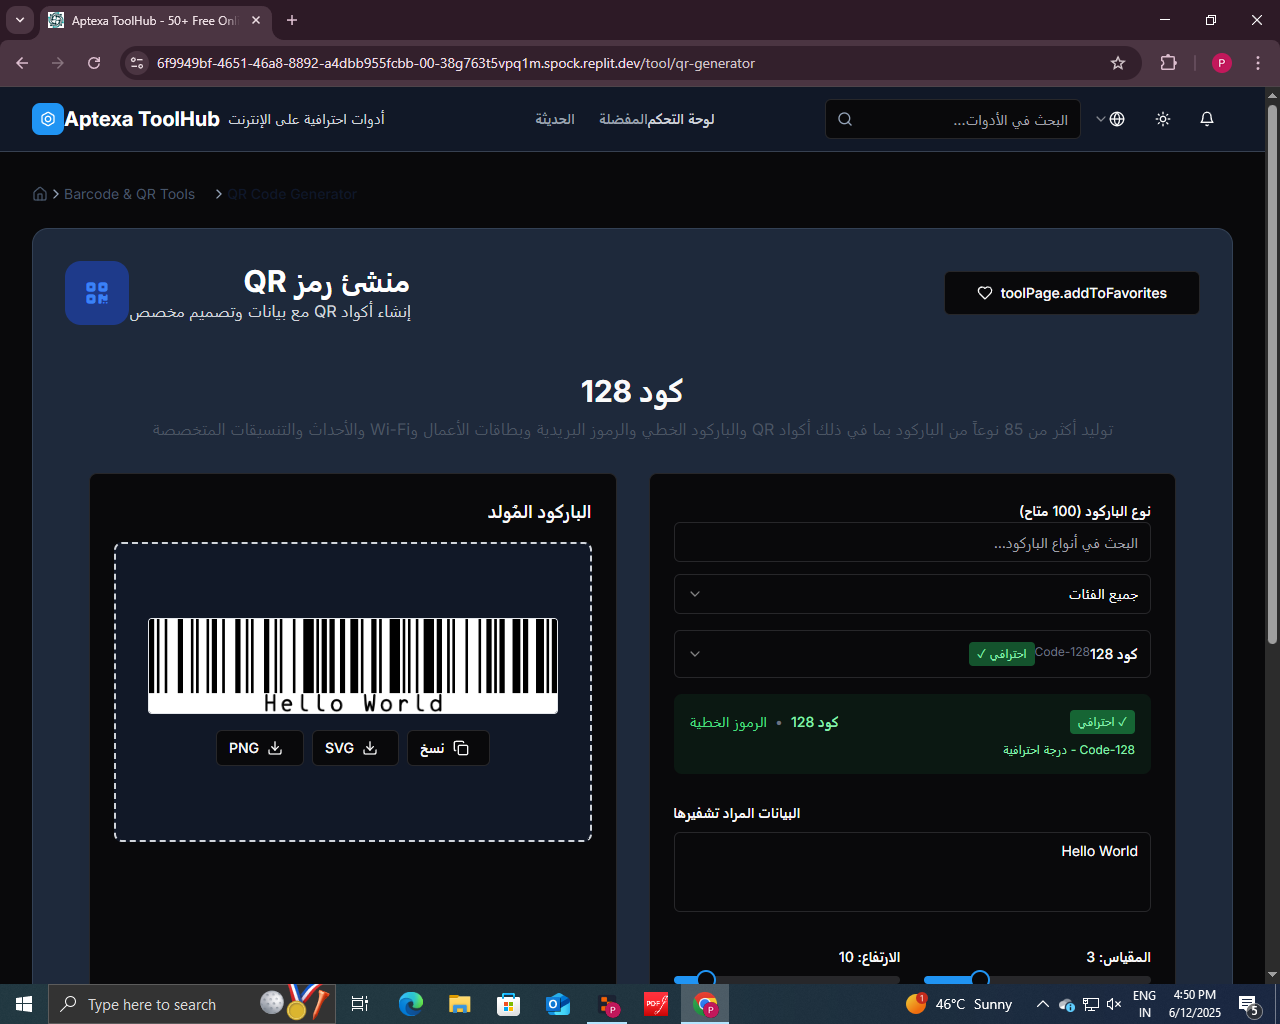 Aptexa ToolHub - 50+ Free Onl
6f9949bf-4651-46a8-8892-a4dbb955fcbb-00-38g763t5vpq1m.spock.replit.dev/tool/qr-generator
P
Aptexa ToolHub
أدوات احترافية على الإنترنت
الحديثة
المفضلة
لوحة التحكم
البحث في الأدوات...
Barcode & QR Tools
QR Code Generator
منشئ رمز QR
إنشاء أكواد QR مع بيانات وتصميم مخصص
toolPage.addToFavorites
كود 128
توليد أكثر من 85 نوعاً من الباركود بما في ذلك أكواد QR والباركود الخطي والرموز البريدية وبطاقات الأعمال وWi-Fi والأحداث والتنسيقات المتخصصة
نوع الباركود (100 متاح)
البحث في أنواع الباركود...
جميع الفئات
كود 128
Code-128
✓ احترافي
✓ احترافي
كود 128 • الرموز الخطية
Code-128 - درجة احترافية
البيانات المراد تشفيرها
Hello World
المقياس: 3
الارتفاع: 10
الباركود المُولد
Hello World
نسخ
SVG
PNG
Type here to search
1
46°C Sunny
ENG
IN
4:50 PM
6/12/2025
5